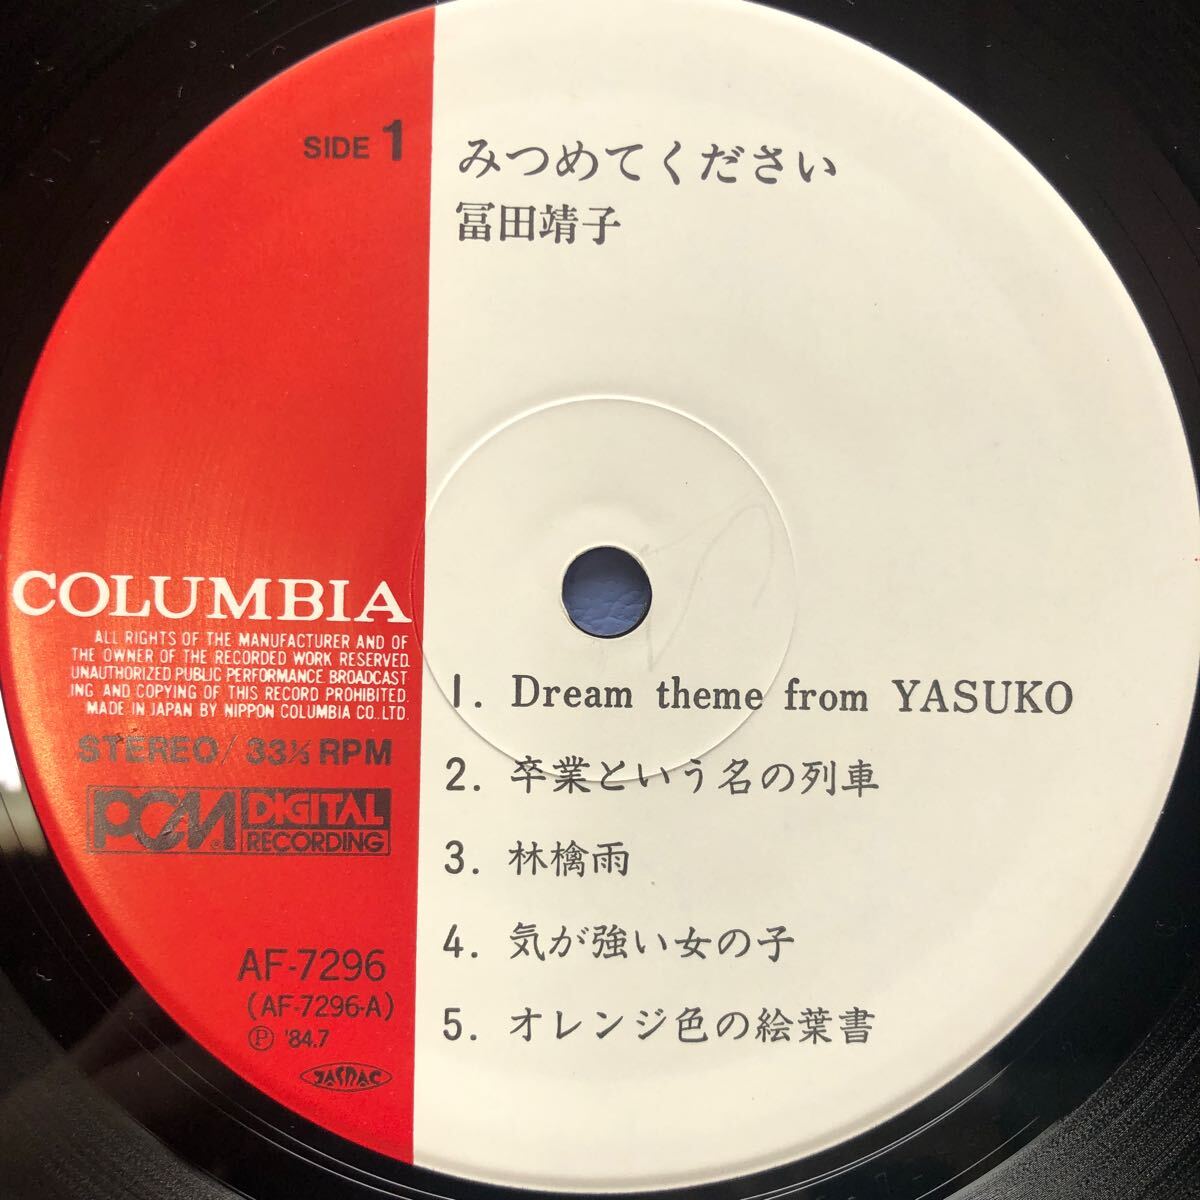 SIDE 1
みつめてください
冨田靖子
COLUMBIA
ALL RIGHTS OF THE MANUFACTURER AND OF
THE OWNER OF THE RECORDED WORK RESERVED.
UNAUTHORIZED PUBLIC PERFORMANCE. BROADCAST
ING AND COPYING OF THIS RECORD PROHIBITED.
MADE IN JAPAN BY NIPPON COLUMBIA CO., LTD.
STEREO/33⅓ RPM
PCM® DIGITAL
RECORDING
AF-7296
(AF-7296-A)
Ⓟ '84.7
JASRAC
1. Dream theme from YASUKO
2. 卒業という名の列車
3. 林檎雨
4. 気が強い女の子
5. オレンジ色の絵葉書